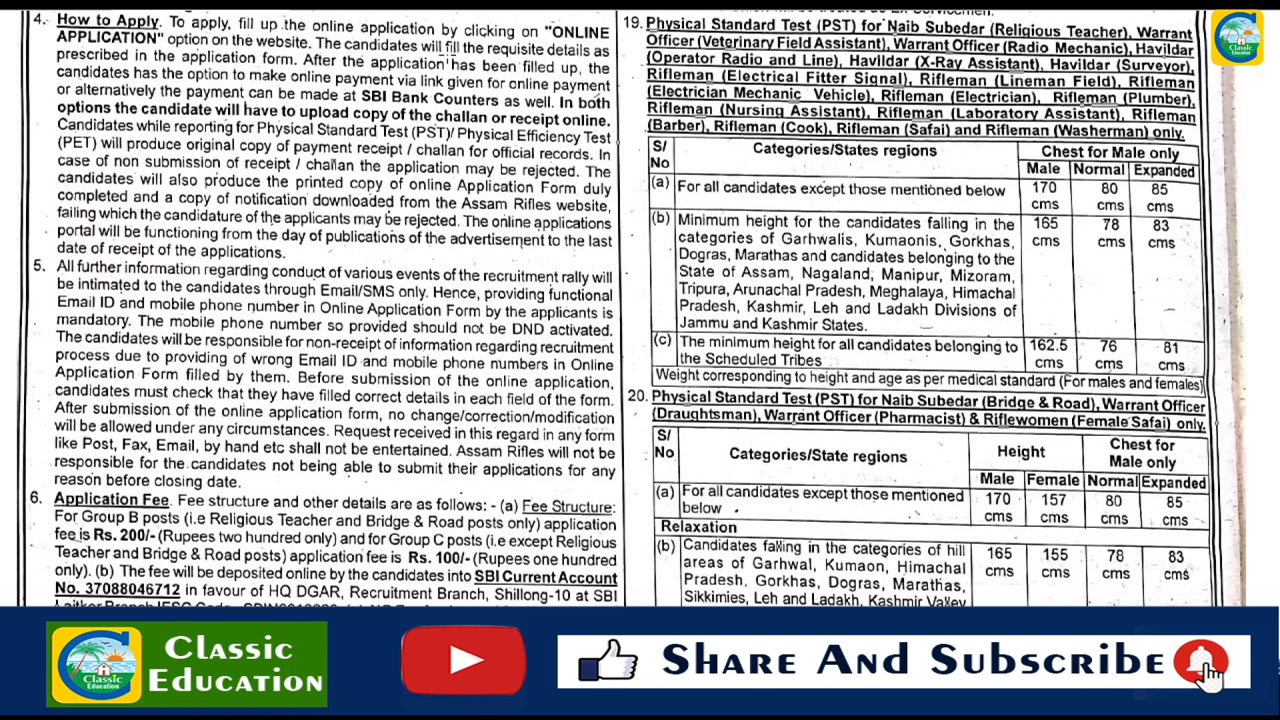 4. How to Apply. To apply, fill up the online application by clicking on "ONLINE
APPLICATION" option on the website. The candidates will fill the requisite details as
prescribed in the application form. After the application has been filled up, the
candidates has the option to make online payment via link given for online payment
or alternatively the payment can be made at SBI Bank Counters as well. In both
options the candidate will have to upload copy of the challan or receipt online.
Candidates while reporting for Physical Standard Test (PST)/ Physical Efficiency Test
(PET) will produce original copy of payment receipt / challan for official records. In
case of non submission of receipt / challan the application may be rejected. The
candidates will also produce the printed copy of online Application Form duly
completed and a copy of notification downloaded from the Assam Rifles website,
failing which the candidature of the applicants may be rejected. The online applications
portal will be functioning from the day of publications of the advertisement to the last
date of receipt of the applications.
5. All further information regarding conduct of various events of the recruitment rally will
be intimated to the candidates through Email/SMS only. Hence, providing functional
Email ID and mobile phone number in Online Application Form by the applicants is
mandatory. The mobile phone number so provided should not be DND activated.
The candidates will be responsible for non-receipt of information regarding recruitment
process due to providing of wrong Email ID and mobile phone numbers in Online
Application Form filled by them. Before submission of the online application,
candidates must check that they have filled correct details in each field of the form.
After submission of the online application form, no change/correction/modification
will be allowed under any circumstances. Request received in this regard in any form
like Post, Fax, Email, by hand etc shall not be entertained. Assam Rifles will not be
responsible for the candidates not being able to submit their applications for any
reason before closing date.
6. Application Fee. Fee structure and other details are as follows: - (a) Fee Structure:
For Group B posts (i.e Religious Teacher and Bridge & Road posts only) application
fee is Rs. 200/- (Rupees two hundred only) and for Group C posts (i.e except Religious
Teacher and Bridge & Road posts) application fee is Rs. 100/- (Rupees one hundred
only). (b) The fee will be deposited online by the candidates into SBI Current Account
No. 37088046712 in favour of HQ DGAR, Recruitment Branch, Shillong-10 at SBI
19. Physical Standard Test (PST) for Naib Subedar (Religious Teacher), Warrant
Officer (Veterinary Field Assistant), Warrant Officer (Radio Mechanic), Havildar
(Operator Radio and Line), Havildar (X-Ray Assistant), Havildar (Surveyor),
Rifleman (Electrical Fitter Signal), Rifleman (Lineman Field), Rifleman
(Electrician Mechanic Vehicle), Rifleman (Electrician), Rifleman (Plumber),
Rifleman (Nursing Assistant), Rifleman (Laboratory Assistant), Rifleman
(Barber), Rifleman (Cook), Rifleman (Safai) and Rifleman (Washerman) only.
S/ No Categories/States regions Chest for Male only
Male Normal Expanded
(a) For all candidates except those mentioned below 170 cms 80 cms 85 cms
(b) Minimum height for the candidates falling in the 165 cms 78 cms 83 cms
categories of Garhwalis, Kumaonis, Gorkhas,
Dogras, Marathas and candidates belonging to the
State of Assam, Nagaland, Manipur, Mizoram,
Tripura, Arunachal Pradesh, Meghalaya, Himachal
Pradesh, Kashmir, Leh and Ladakh Divisions of
Jammu and Kashmir States.
(c) The minimum height for all candidates belonging to 162.5 cms 76 cms 81 cms
the Scheduled Tribes
Weight corresponding to height and age as per medical standard (For males and females)
20. Physical Standard Test (PST) for Naib Subedar (Bridge & Road), Warrant Officer
(Draughtsman), Warrant Officer (Pharmacist) & Riflewomen (Female Safai) only.
S/ No Categories/State regions Height Chest for Male only
Male Female Normal Expanded
(a) For all candidates except those mentioned 170 cms 157 cms 80 cms 85 cms
below
Relaxation
(b) Candidates falling in the categories of hill 165 cms 155 cms 78 cms 83 cms
areas of Garhwal, Kumaon, Himachal
Pradesh, Gorkhas, Dogras, Marathas,
Sikkimies, Leh and Ladakh, Kashmir Valley
Classic
Education
Classic
Education
Classic
Education
Share And Subscribe